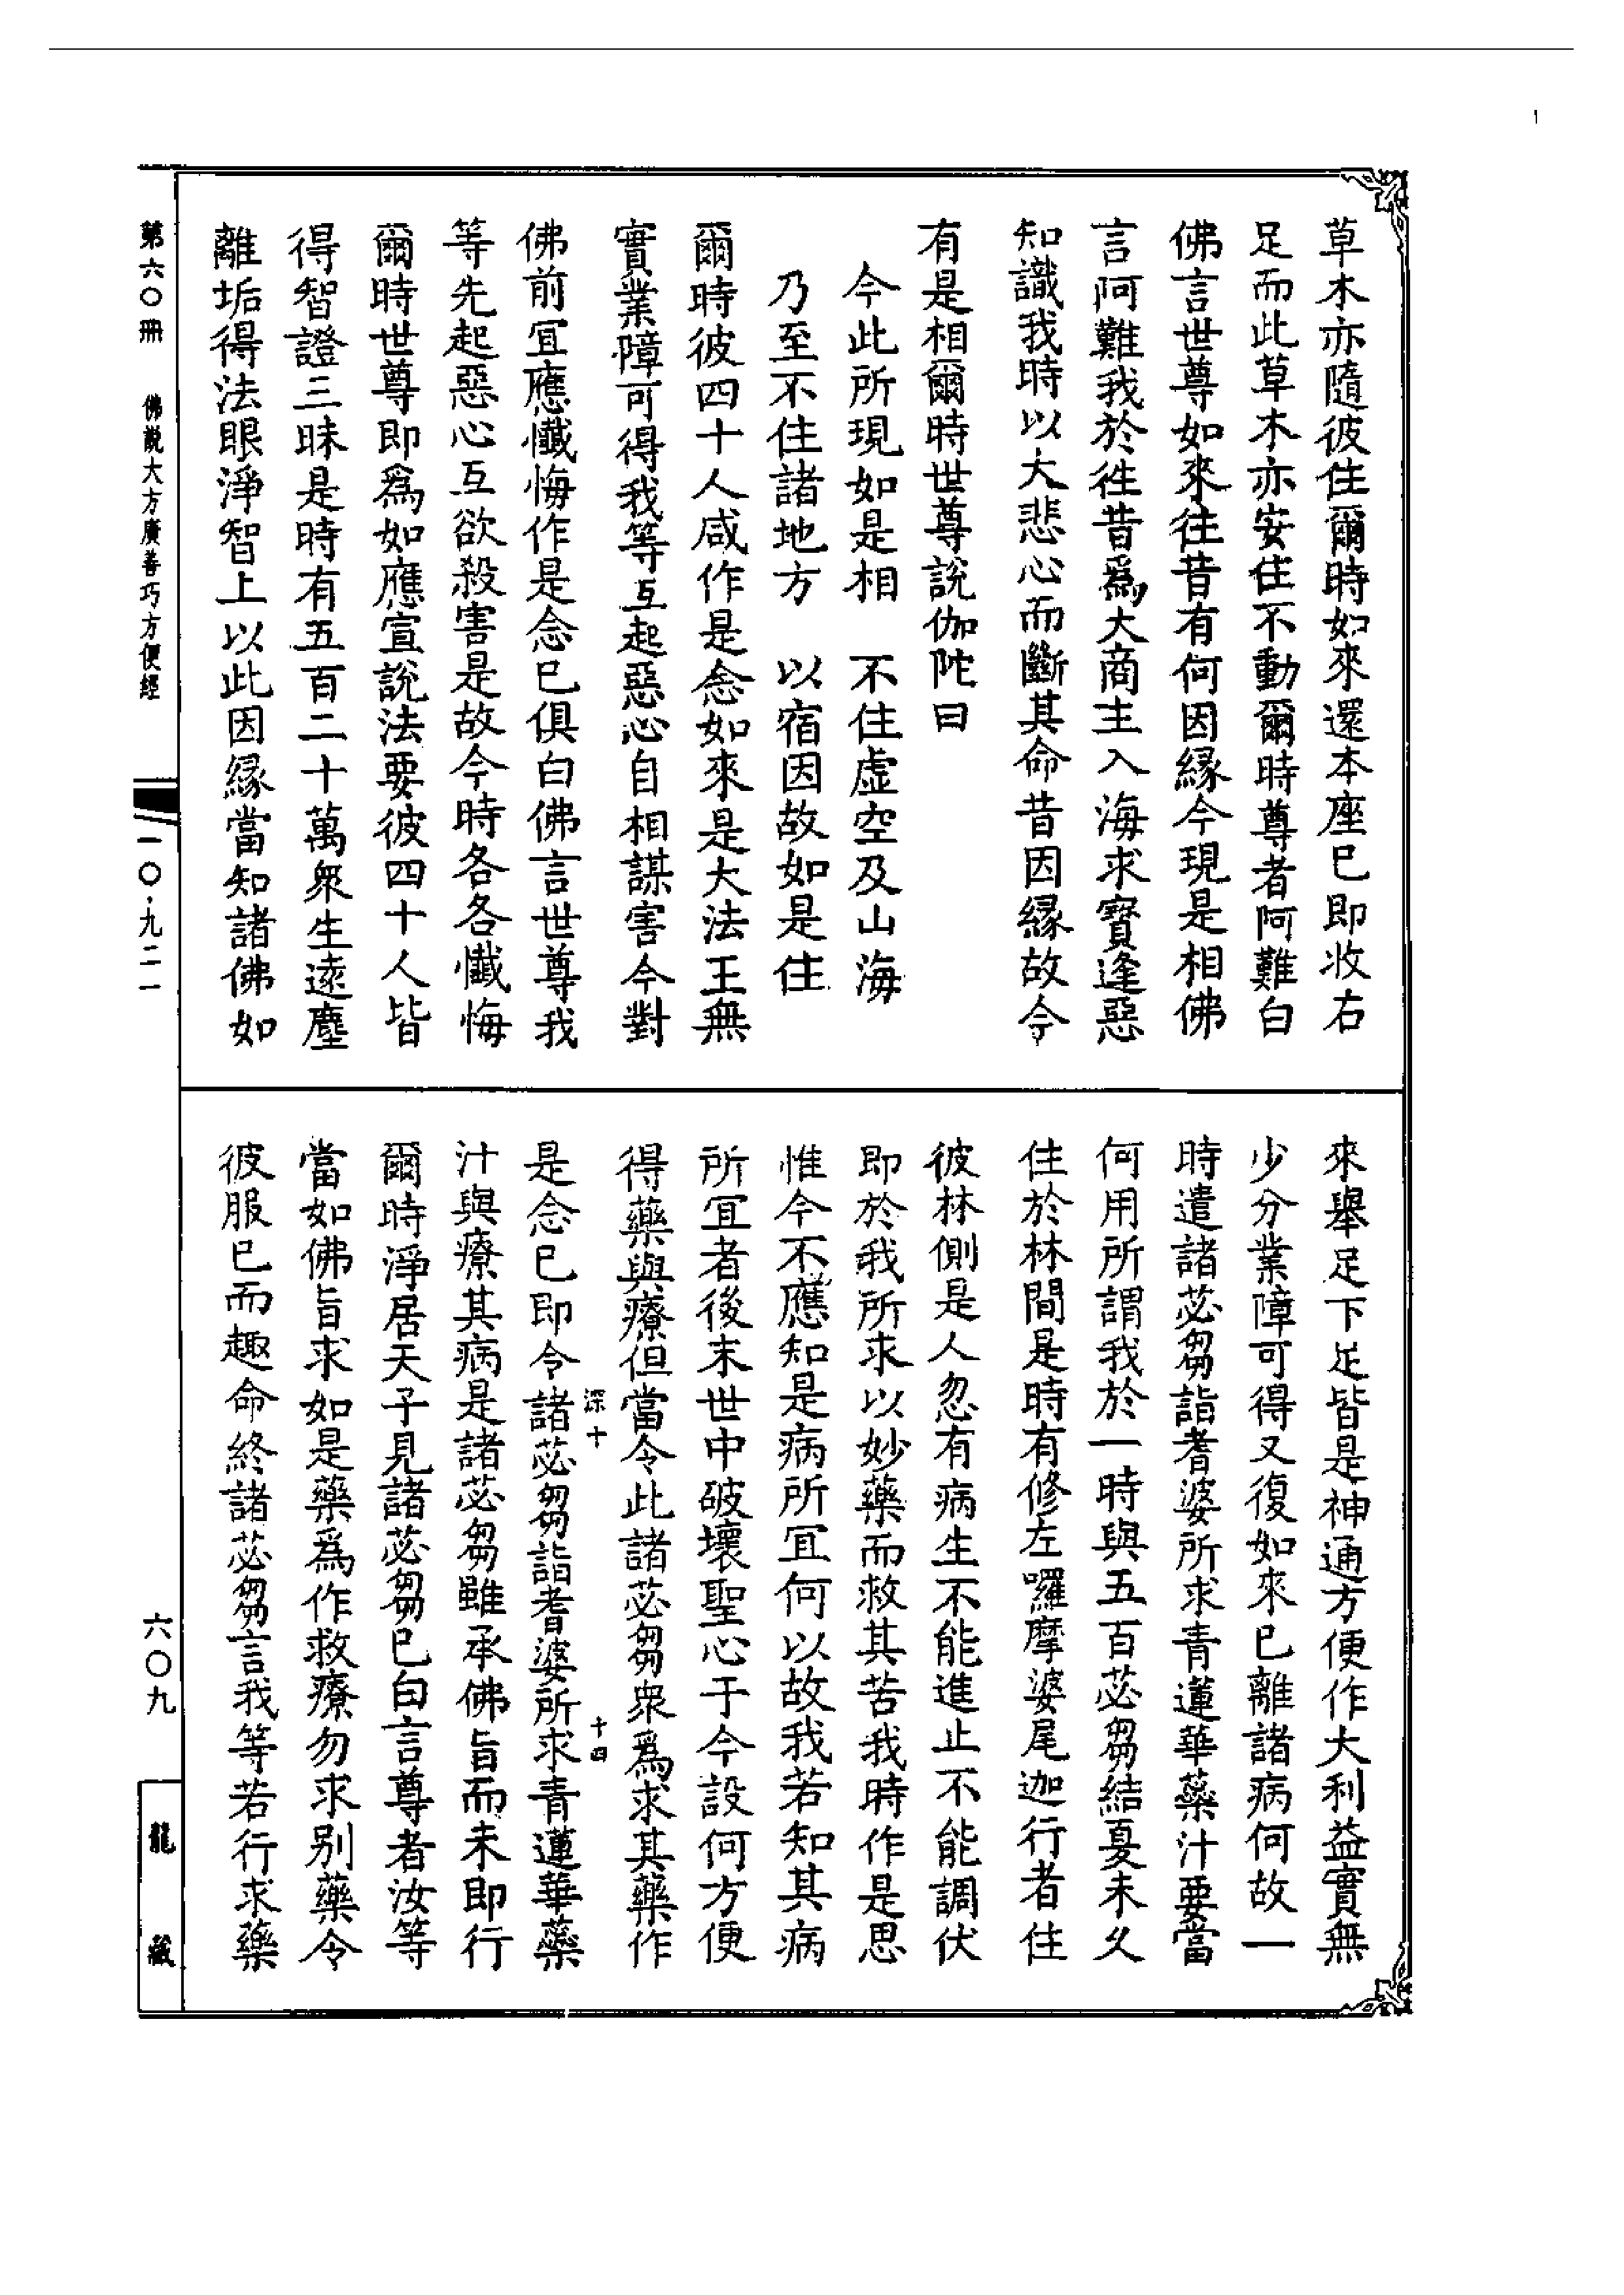 草木亦隨彼住爾時如來還本座已即收右
足而此草木亦安住不動爾時尊者阿難白
佛言世尊如來往昔有何因縁今現是相佛
言阿難我於徃昔爲大商主入海求寶逢惡
知識我時以大悲心而斷其命昔因縁故今
有是相爾時世尊說伽陀曰
今此所現如是相　不住虛空及山海
乃至不住諸地方　以宿因故如是住
爾時彼四十人咸作是念如來是大法王無
實業障可得我等互起惡心自相謀害今對
佛前宜應懺悔作是念已俱白佛言世尊我
等先起惡心互欲殺害是故今時各各懺悔
爾時世尊即爲如應宣說法要彼四十人皆
得智證三昧是時有五百二十萬衆生遠塵
離垢得法眼淨智上以此因縁當知諸佛如
來舉足下足皆是神通方便作大利益實無
少分業障可得又復如來已離諸病何故一
時遣諸苾芻詣耆婆所求青蓮華藥汁要當
何用所謂我於一時與五百苾芻結夏未久
住於林間是時有修左囉摩婆尾迦行者住
彼林側是人忽有病生不能進止不能調伏
即於我所求以妙藥而救其苦我時作是思
惟今不應知是病所宜何以故我若知其病
所宜者後末世中破壞聖心于今設何方便
得藥與療但當令此諸苾芻衆爲求其藥作
深十
十四
是念已即令諸苾芻詣耆婆所求青蓮華藥
汁與療其病是諸苾芻雖承佛旨而未即行
爾時淨居天子見諸苾芻已白言尊者汝等
當如佛旨求如是藥爲作救療勿求别藥令
彼服已而趣命終諸苾芻言我等若行求藥
第六〇冊　佛說大方廣善巧方便經
一〇·九二一
六〇九
龍藏